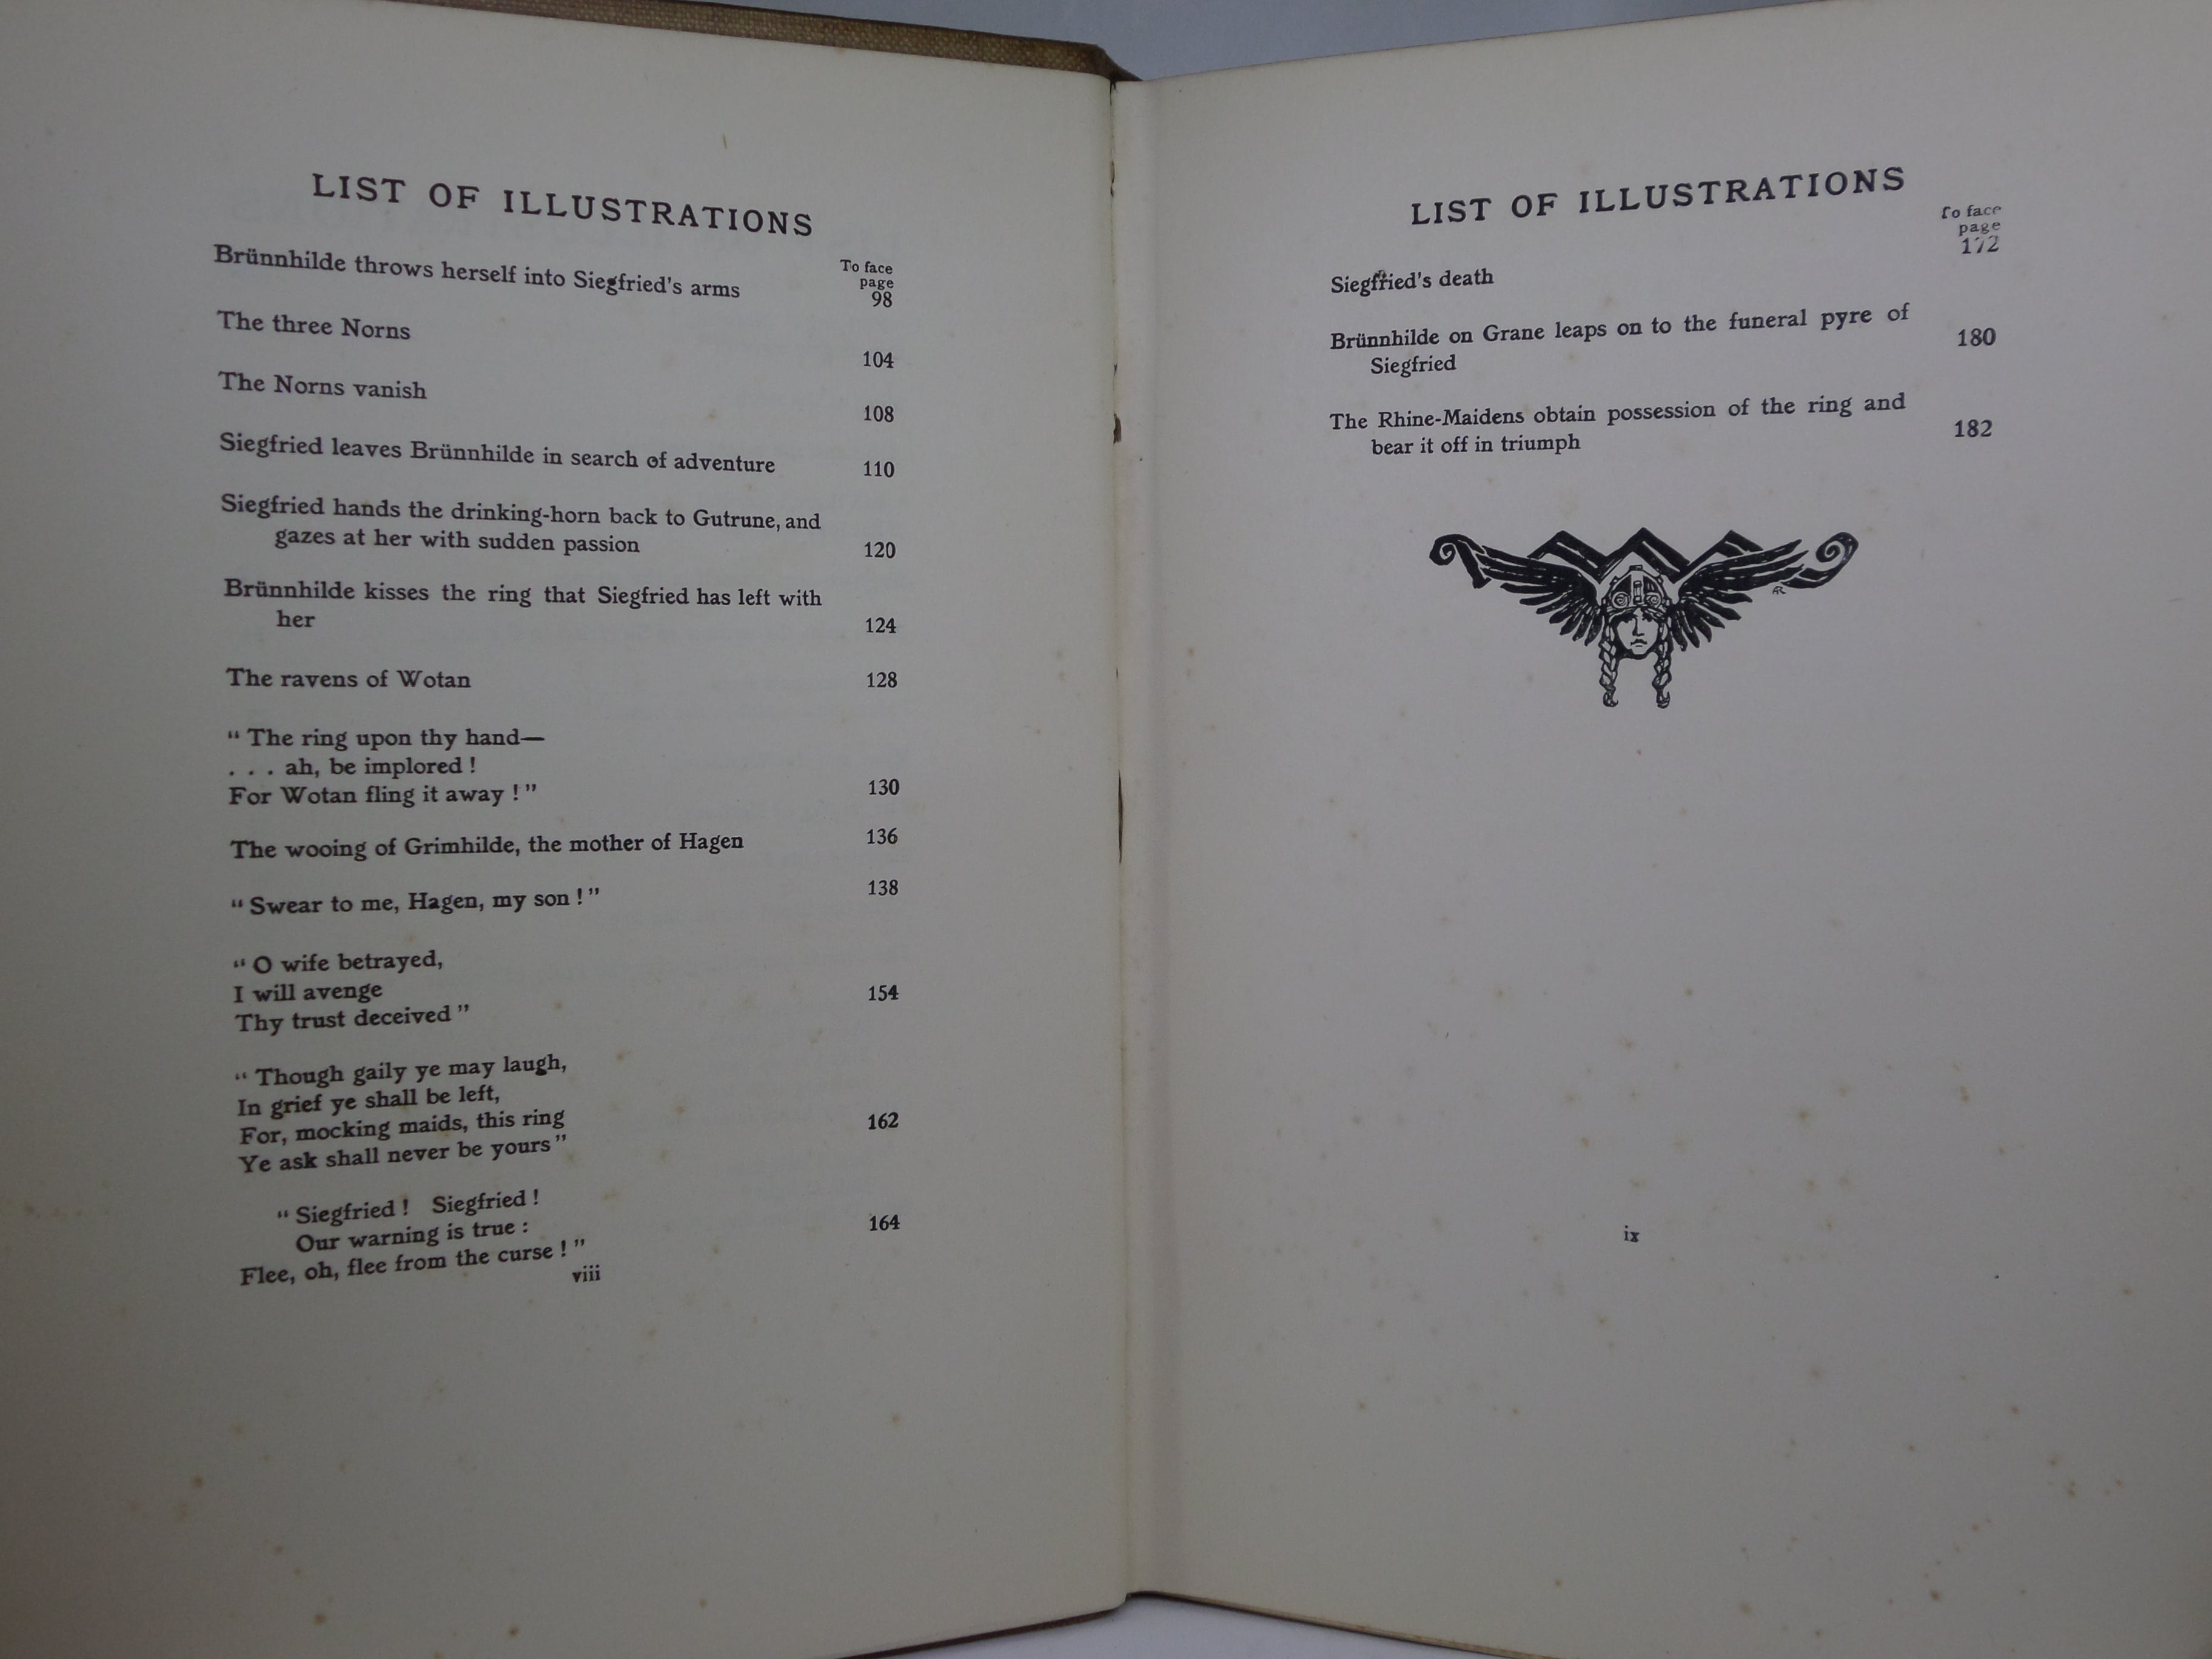 LIST OF ILLUSTRATIONS
To face
page
Brünnhilde throws herself into Siegfried's arms 98
The three Norns 104
The Norns vanish 108
Siegfried leaves Brünnhilde in search of adventure 110
Siegfried hands the drinking-horn back to Gutrune, and
gazes at her with sudden passion 120
Brünnhilde kisses the ring that Siegfried has left with
her 124
The ravens of Wotan 128
“ The ring upon thy hand—
. . . ah, be implored !
For Wotan fling it away ! ” 130
The wooing of Grimhilde, the mother of Hagen 136
“ Swear to me, Hagen, my son ! ” 138
“ O wife betrayed,
I will avenge 154
Thy trust deceived ”
“ Though gaily ye may laugh,
In grief ye shall be left,
For, mocking maids, this ring 162
Ye ask shall never be yours ”
“ Siegfried ! Siegfried !
Our warning is true : 164
Flee, oh, flee from the curse ! ”
viii
LIST OF ILLUSTRATIONS
To face
page
Siegfried's death 172
Brünnhilde on Grane leaps on to the funeral pyre of
Siegfried 180
The Rhine-Maidens obtain possession of the ring and
bear it off in triumph 182
AR
ix